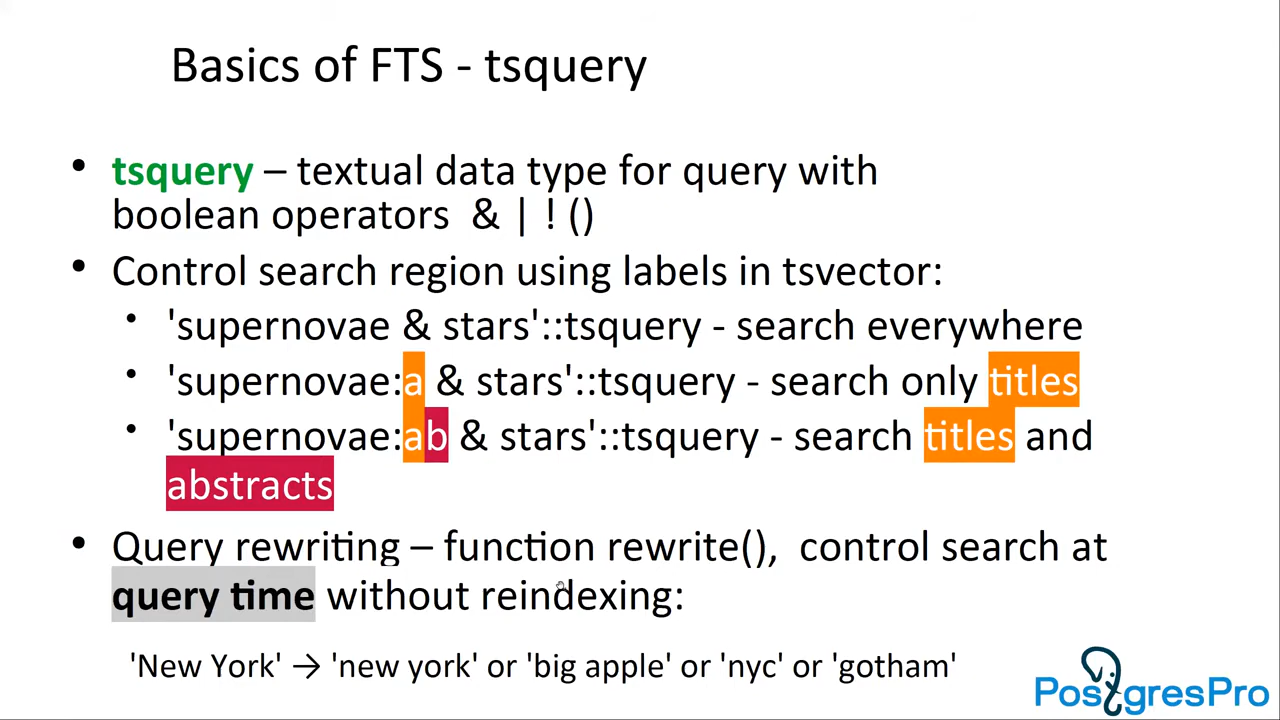 Basics of FTS - tsquery
• tsquery – textual data type for query with
boolean operators & | ! ()
• Control search region using labels in tsvector:
• 'supernovae & stars'::tsquery - search everywhere
• 'supernovae:a & stars'::tsquery - search only titles
• 'supernovae:ab & stars'::tsquery - search titles and
abstracts
• Query rewriting – function rewrite(), control search at
query time without reindexing:
'New York' → 'new york' or 'big apple' or 'nyc' or 'gotham'
PostgresPro